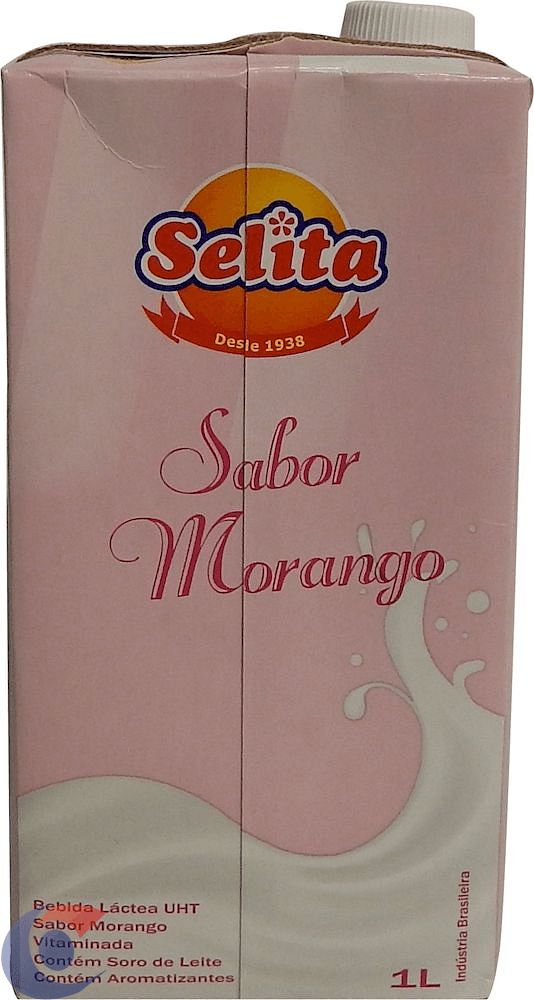 Selita
Desde 1938
Sabor
Morango
Bebida Láctea UHT
Sabor Morango
Vitaminada
Contém Soro de Leite
Contém Aromatizantes
1L
Indústria Brasileira